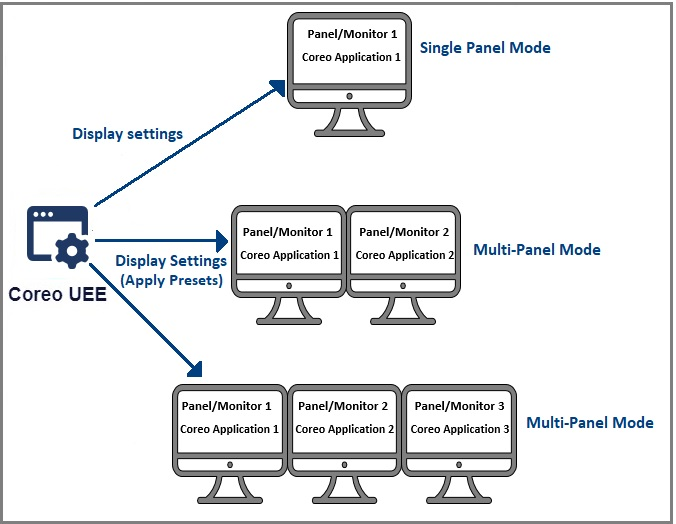 Panel/Monitor 1
Coreo Application 1
Single Panel Mode
Display settings
Panel/Monitor 1
Coreo Application 1
Panel/Monitor 2
Coreo Application 2
Multi-Panel Mode
Display Settings
(Apply Presets)
Coreo UEE
Panel/Monitor 1
Coreo Application 1
Panel/Monitor 2
Coreo Application 2
Panel/Monitor 3
Coreo Application 3
Multi-Panel Mode